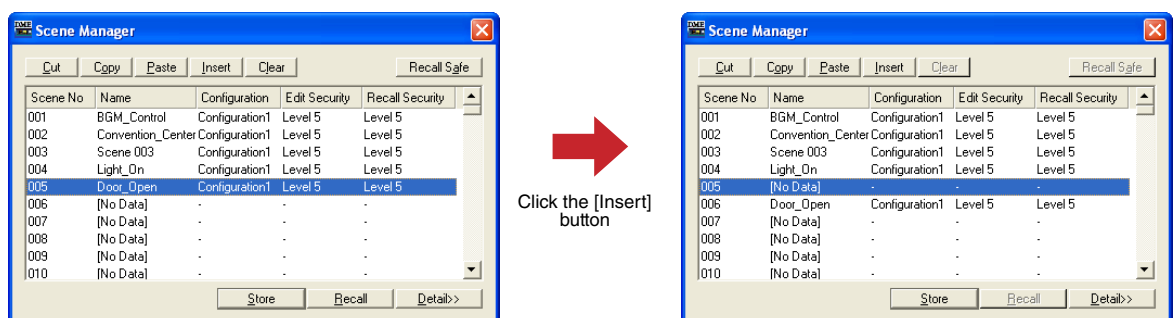 DME Scene Manager
Cut Copy Paste Insert Clear Recall Safe
Scene No Name Configuration Edit Security Recall Security
001 BGM_Control Configuration1 Level 5 Level 5
002 Convention_Center Configuration1 Level 5 Level 5
003 Scene 003 Configuration1 Level 5 Level 5
004 Light_On Configuration1 Level 5 Level 5
005 Door_Open Configuration1 Level 5 Level 5
006 [No Data] - - -
007 [No Data] - - -
008 [No Data] - - -
009 [No Data] - - -
010 [No Data] - - -
Store Recall Detail>>
Click the [Insert]
button
DME Scene Manager
Cut Copy Paste Insert Clear Recall Safe
Scene No Name Configuration Edit Security Recall Security
001 BGM_Control Configuration1 Level 5 Level 5
002 Convention_Center Configuration1 Level 5 Level 5
003 Scene 003 Configuration1 Level 5 Level 5
004 Light_On Configuration1 Level 5 Level 5
005 [No Data] - - -
006 Door_Open Configuration1 Level 5 Level 5
007 [No Data] - - -
008 [No Data] - - -
009 [No Data] - - -
010 [No Data] - - -
Store Recall Detail>>